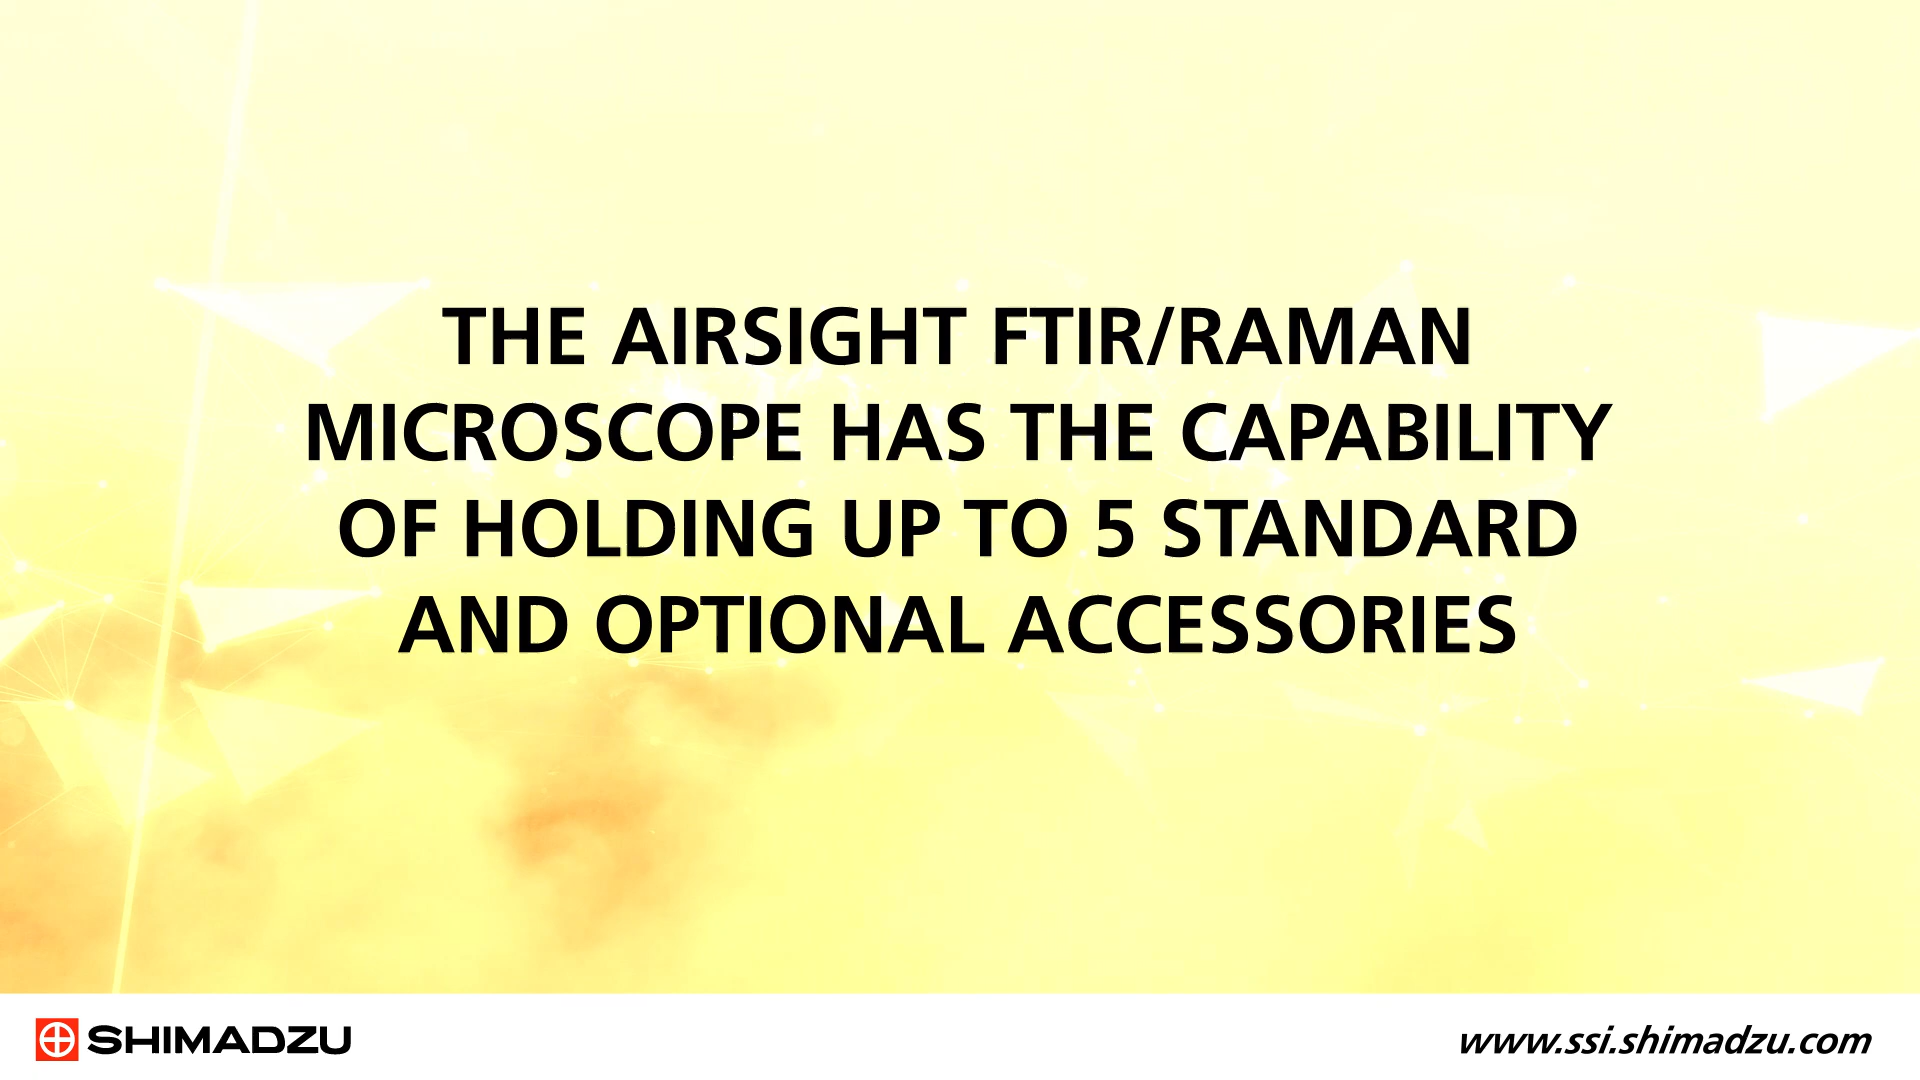 THE AIRSIGHT FTIR/RAMAN
MICROSCOPE HAS THE CAPABILITY
OF HOLDING UP TO 5 STANDARD
AND OPTIONAL ACCESSORIES
SHIMADZU
www.ssi.shimadzu.com